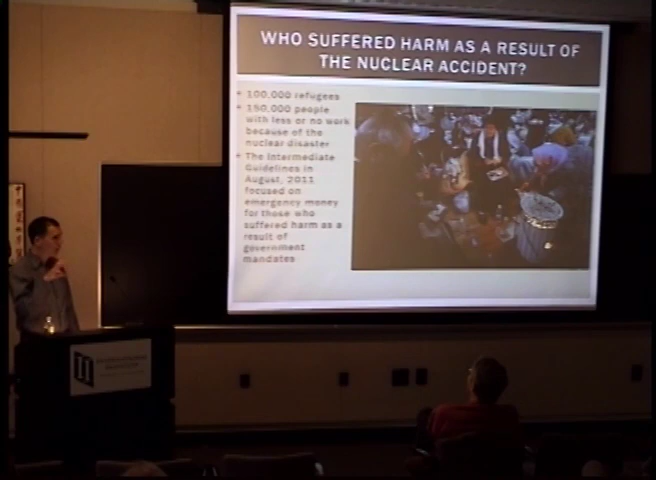 WHO SUFFERED HARM AS A RESULT OF
THE NUCLEAR ACCIDENT?
100,000 refugees
150,000 people
with less or no work
because of the
nuclear disaster
The Intermediate
Guidelines in
August, 2011
focused on
emergency money
for those who
suffered harm as a
result of
government
mandates